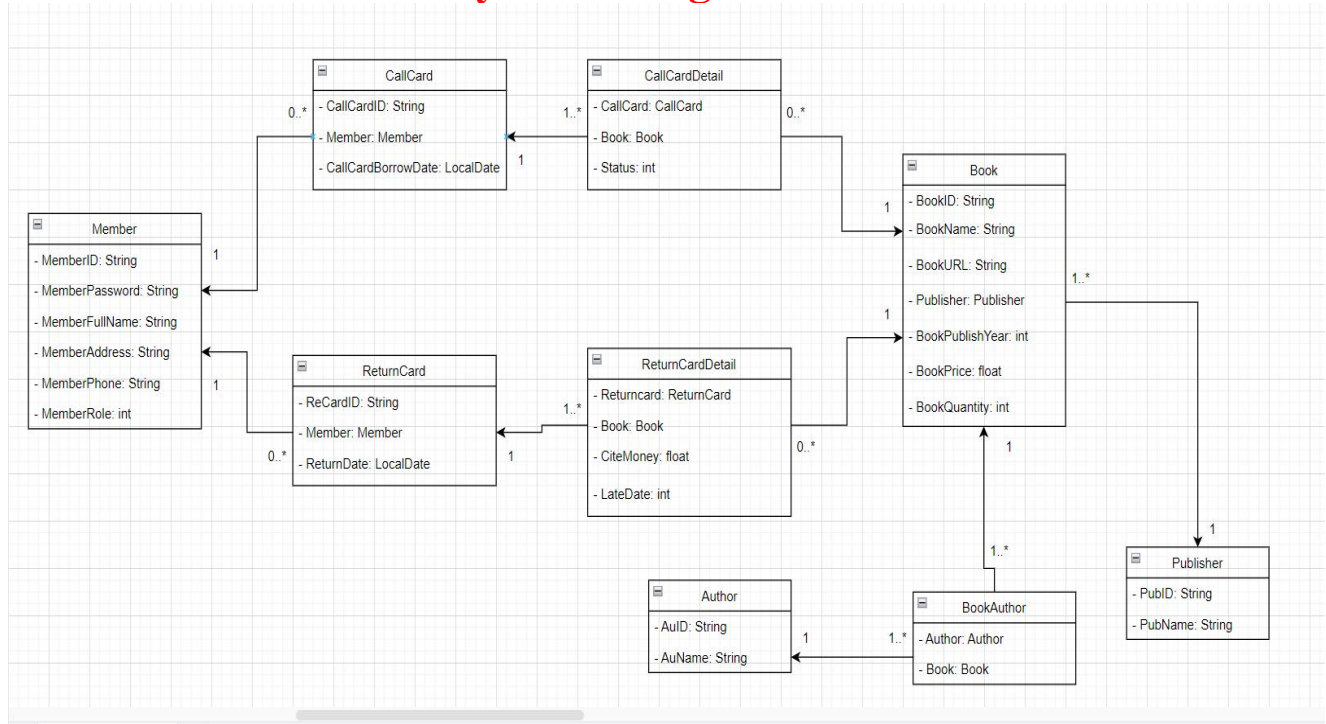 CallCard
- CallCardID: String
- Member: Member
- CallCardBorrowDate: LocalDate
0..*
1
CallCardDetail
- CallCard: CallCard
- Book: Book
- Status: int
1..*
0..*
Book
- BookID: String
- BookName: String
- BookURL: String
- Publisher: Publisher
- BookPublishYear: int
- BookPrice: float
- BookQuantity: int
1
1
1..*
1
Member
- MemberID: String
- MemberPassword: String
- MemberFullName: String
- MemberAddress: String
- MemberPhone: String
- MemberRole: int
1
1
ReturnCard
- ReCardID: String
- Member: Member
- ReturnDate: LocalDate
0..*
1
ReturnCardDetail
- Returncard: ReturnCard
- Book: Book
- CiteMoney: float
- LateDate: int
1..*
0..*
Publisher
- PubID: String
- PubName: String
1
Author
- AuID: String
- AuName: String
1
BookAuthor
- Author: Author
- Book: Book
1..*
1..*